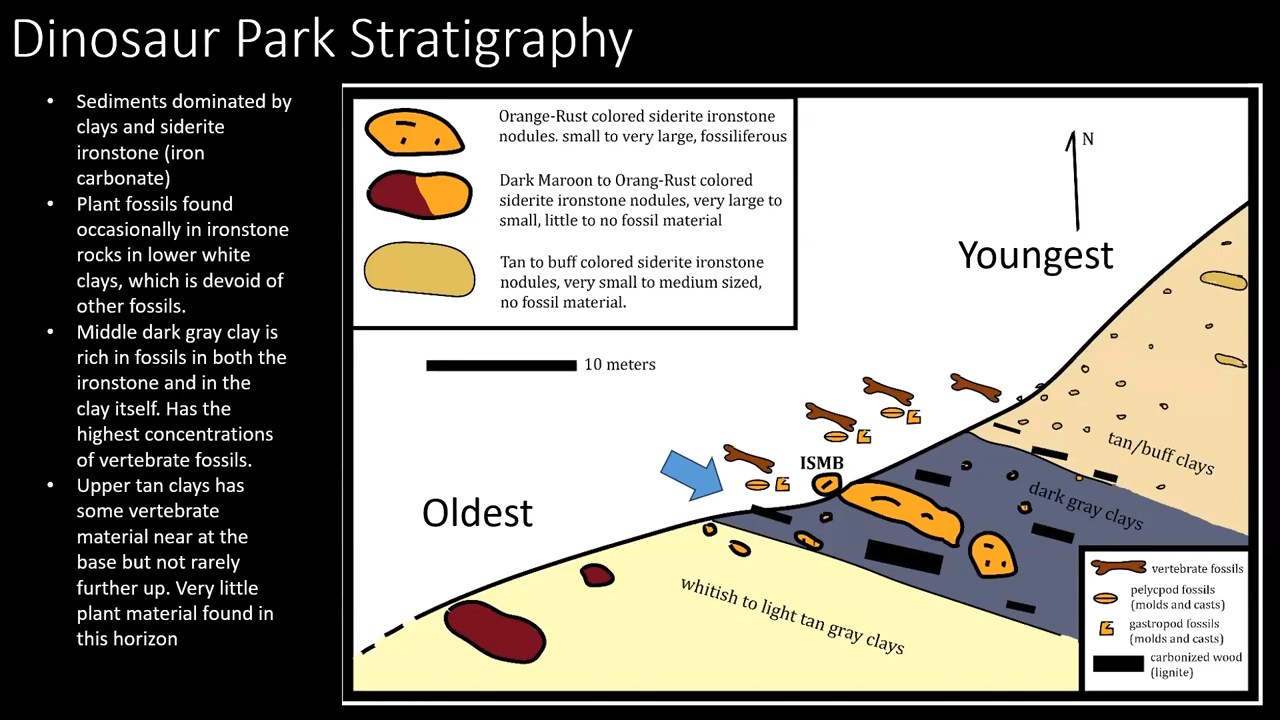 Dinosaur Park Stratigraphy
• Sediments dominated by
clays and siderite
ironstone (iron
carbonate)
• Plant fossils found
occasionally in ironstone
rocks in lower white
clays, which is devoid of
other fossils.
• Middle dark gray clay is
rich in fossils in both the
ironstone and in the
clay itself. Has the
highest concentrations
of vertebrate fossils.
• Upper tan clays has
some vertebrate
material near at the
base but not rarely
further up. Very little
plant material found in
this horizon
Orange-Rust colored siderite ironstone
nodules. small to very large, fossiliferous
Dark Maroon to Orang-Rust colored
siderite ironstone nodules, very large to
small, little to no fossil material
Tan to buff colored siderite ironstone
nodules, very small to medium sized,
no fossil material.
10 meters
N
Youngest
Oldest
ISMB
tan/buff clays
dark gray clays
whitish to light tan gray clays
vertebrate fossils
pelycpod fossils
(molds and casts)
gastropod fossils
(molds and casts)
carbonized wood
(lignite)